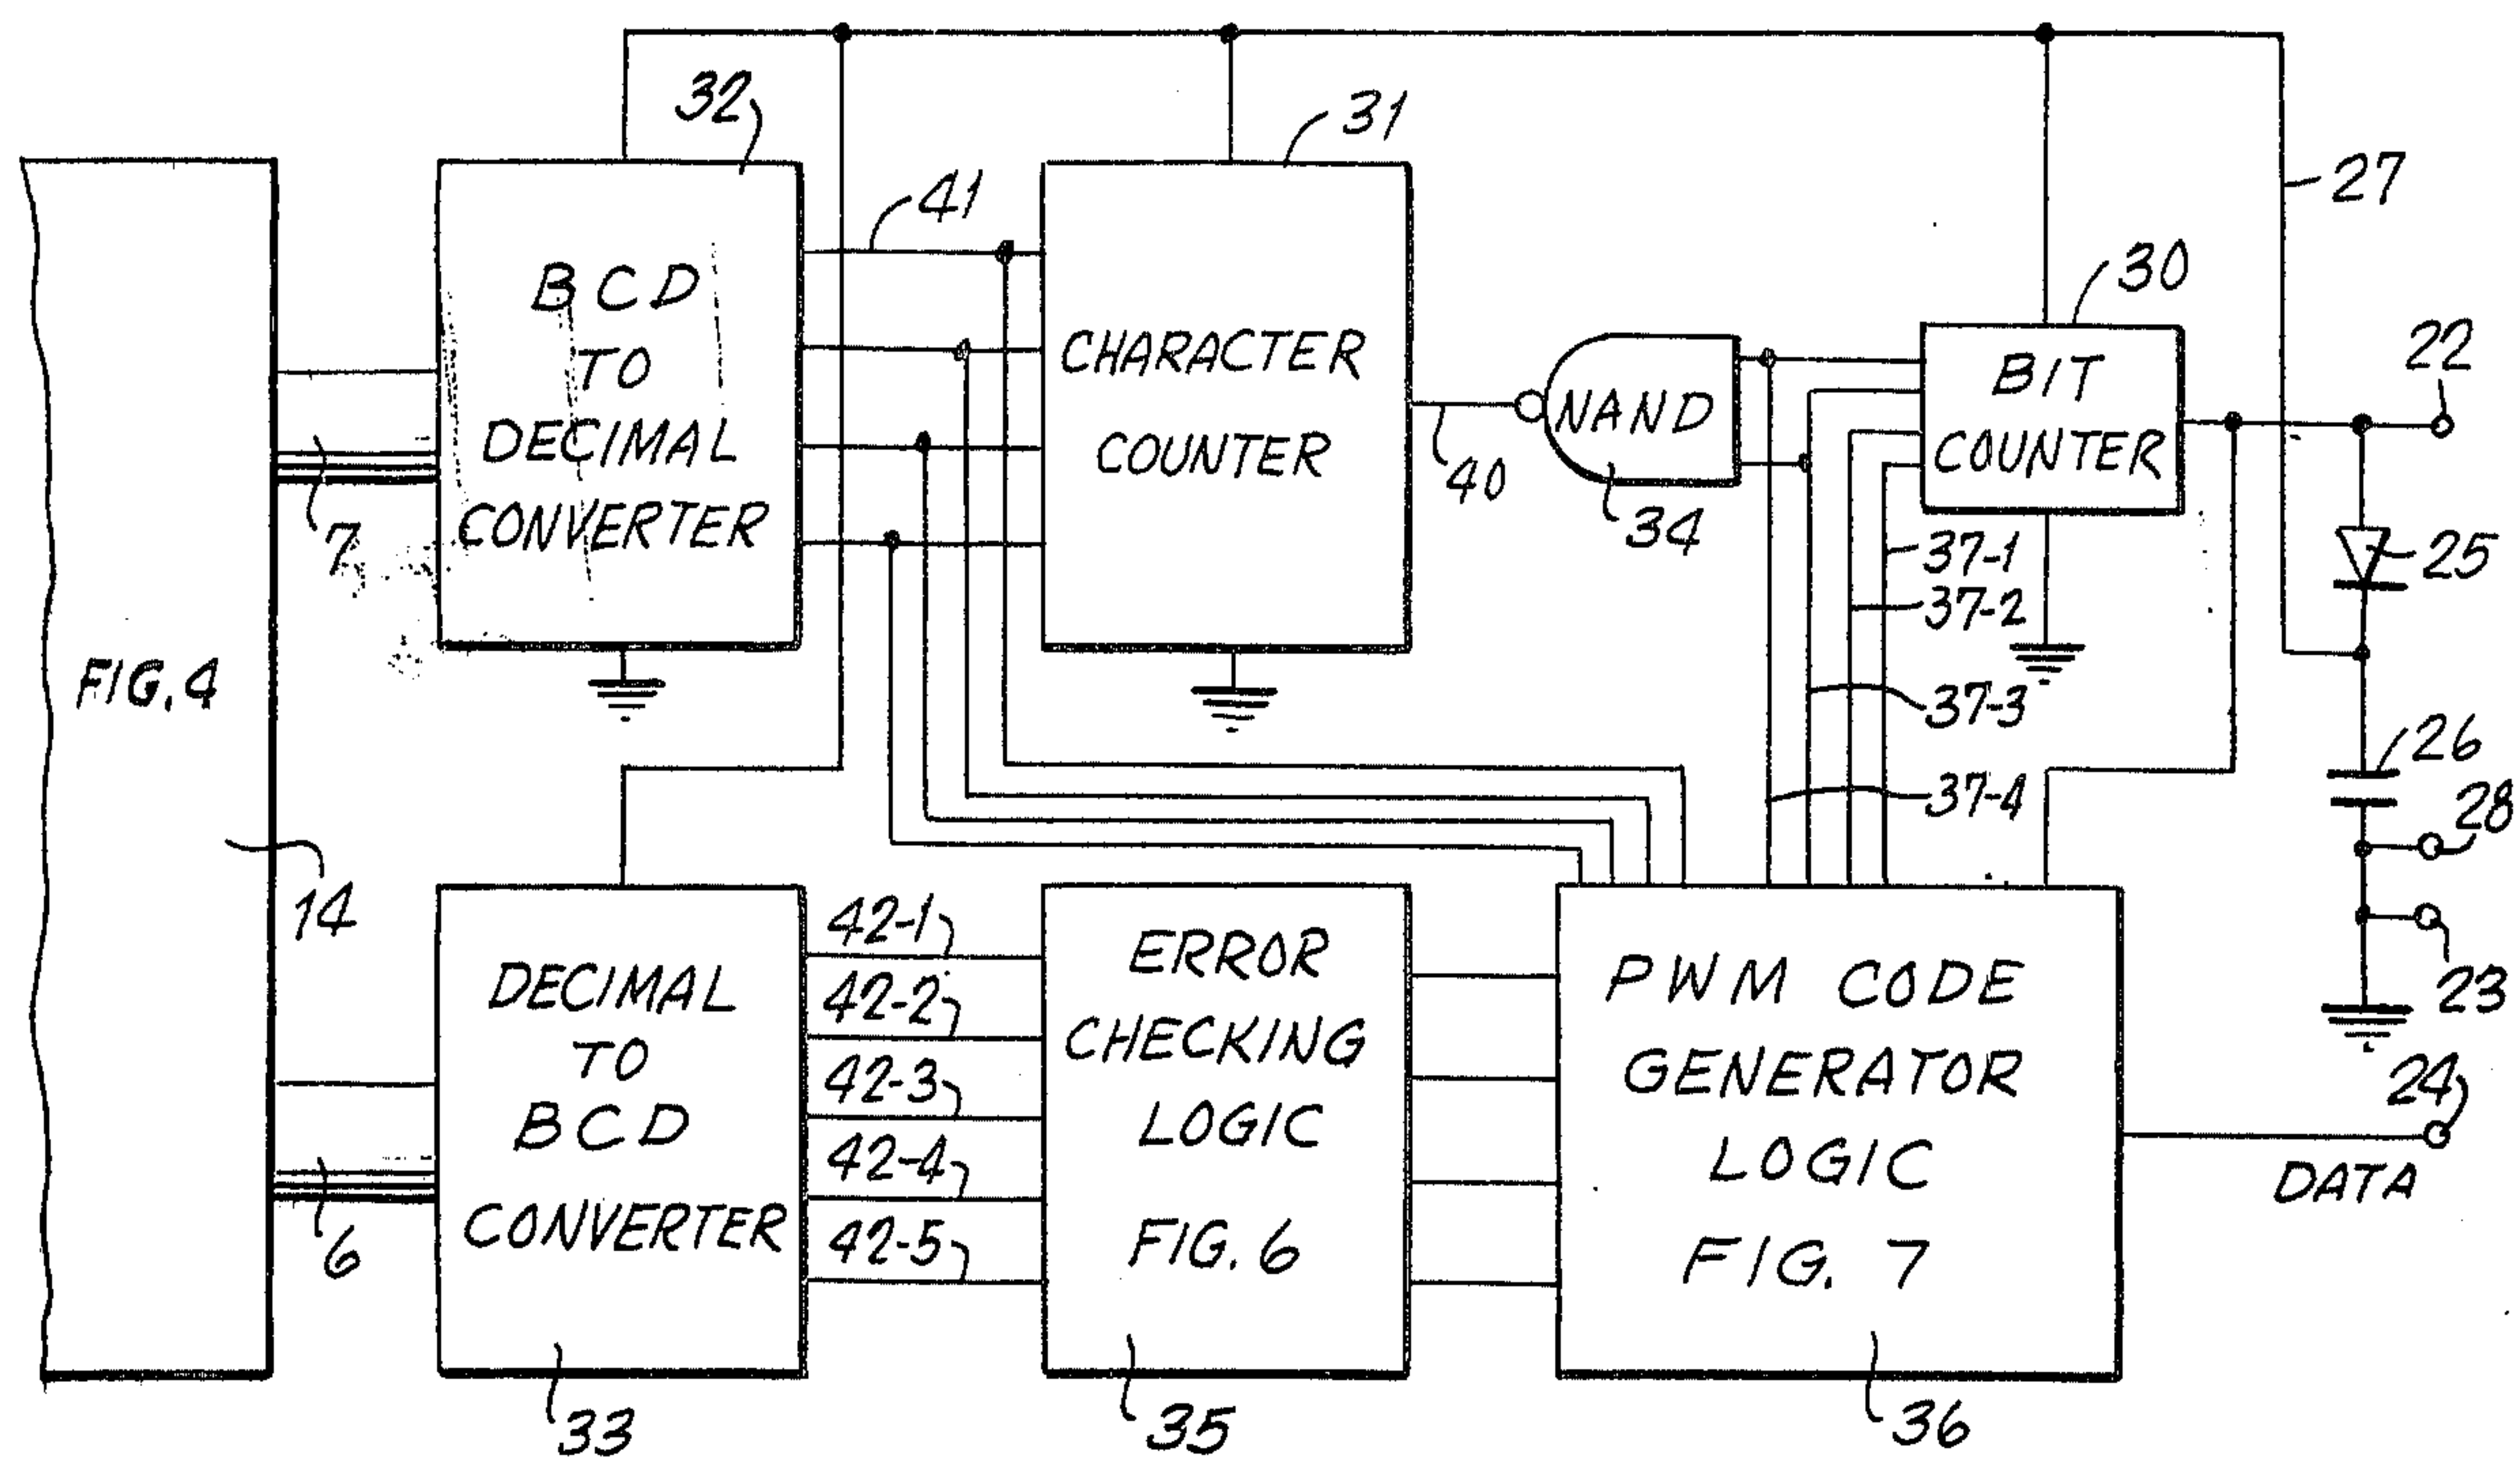 32
31
27
41
B C D
TO
DECIMAL
CONVERTER
CHARACTER
COUNTER
40
NAND
34
30
BIT
COUNTER
22
25
7
37-1
37-2
37-3
37-4
26
28
23
FIG. 4
14
6
DECIMAL
TO
BCD
CONVERTER
33
42-1
42-2
42-3
42-4
42-5
ERROR
CHECKING
LOGIC
FIG. 6
35
PWM CODE
GENERATOR
LOGIC
FIG. 7
36
24
DATA